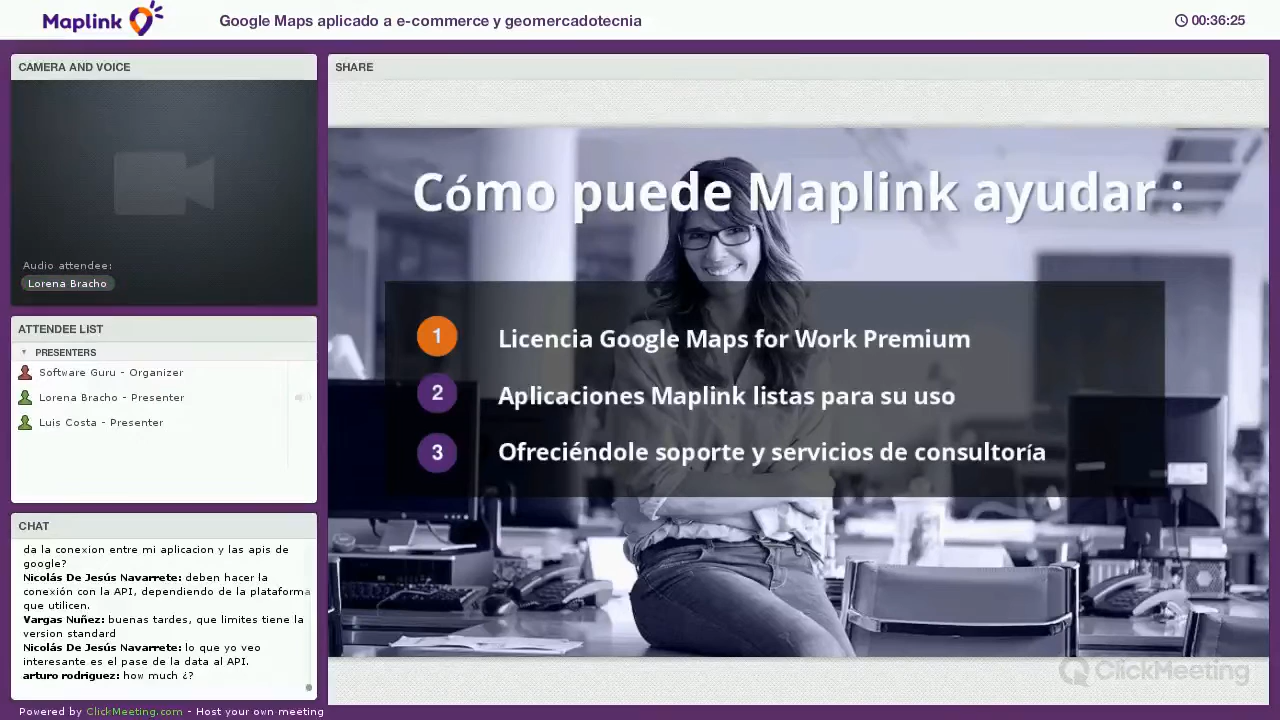 Maplink
Google Maps aplicado a e-commerce y geomercadotecnia
00:36:25
CAMERA AND VOICE
Audio attendee:
Lorena Bracho
ATTENDEE LIST
PRESENTERS
Software Guru - Organizer
Lorena Bracho - Presenter
Luis Costa - Presenter
CHAT
da la conexion entre mi aplicacion y las apis de
google?
Nicolás De Jesús Navarrete: deben hacer la
conexión con la API, dependiendo de la plataforma
que utilicen.
Vargas Nuñez: buenas tardes, que limites tiene la
version standard
Nicolás De Jesús Navarrete: lo que yo veo
interesante es el pase de la data al API.
arturo rodriguez: how much ¿?
Powered by ClickMeeting.com - Host your own meeting
SHARE
Cómo puede Maplink ayudar :
1 Licencia Google Maps for Work Premium
2 Aplicaciones Maplink listas para su uso
3 Ofreciéndole soporte y servicios de consultoría
ClickMeeting